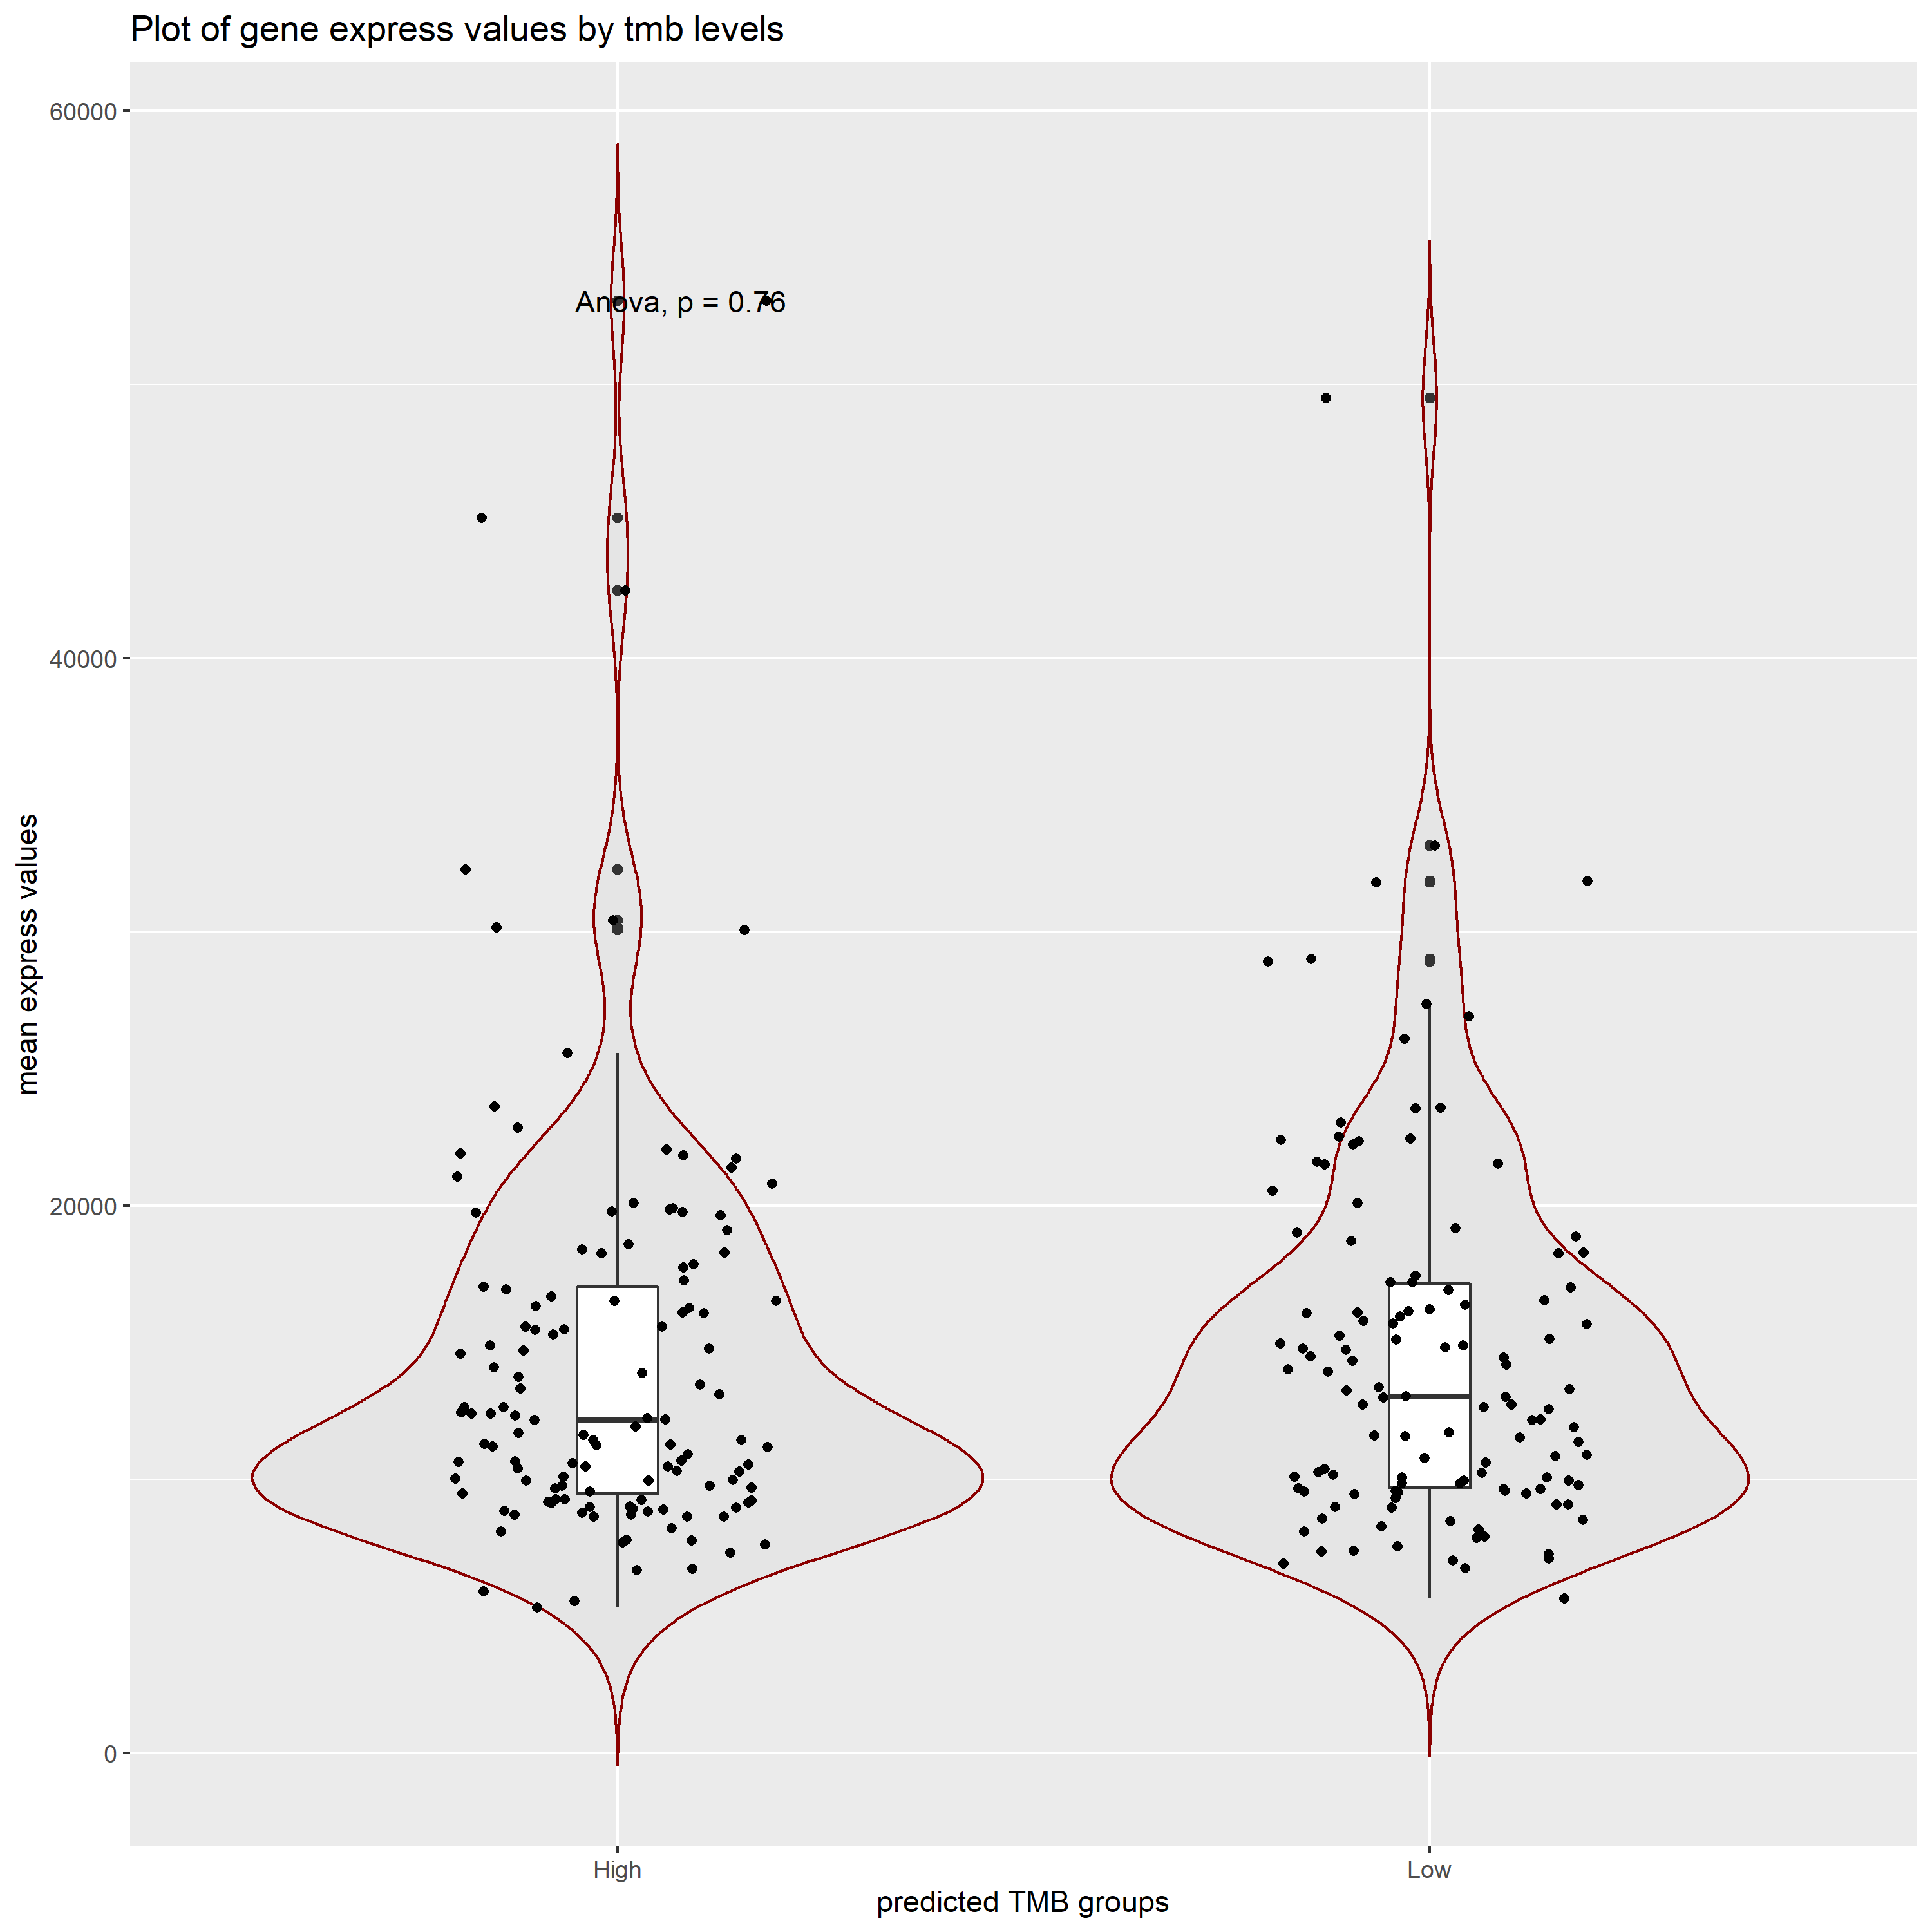 Plot of gene express values by tmb levels
60000
Anova, p = 0.76
40000
mean express values
20000
0
High
Low
predicted TMB groups